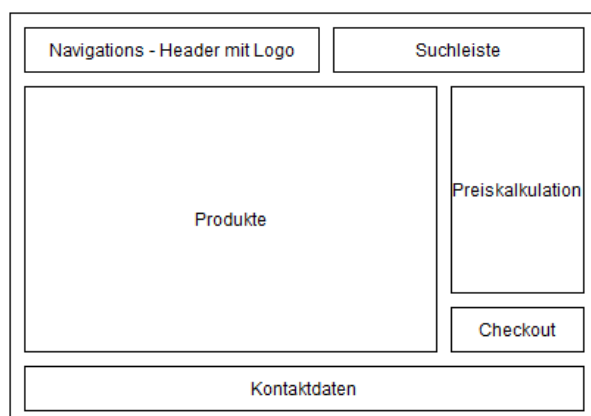 Navigations - Header mit Logo
Suchleiste
Produkte
Preiskalkulation
Checkout
Kontaktdaten